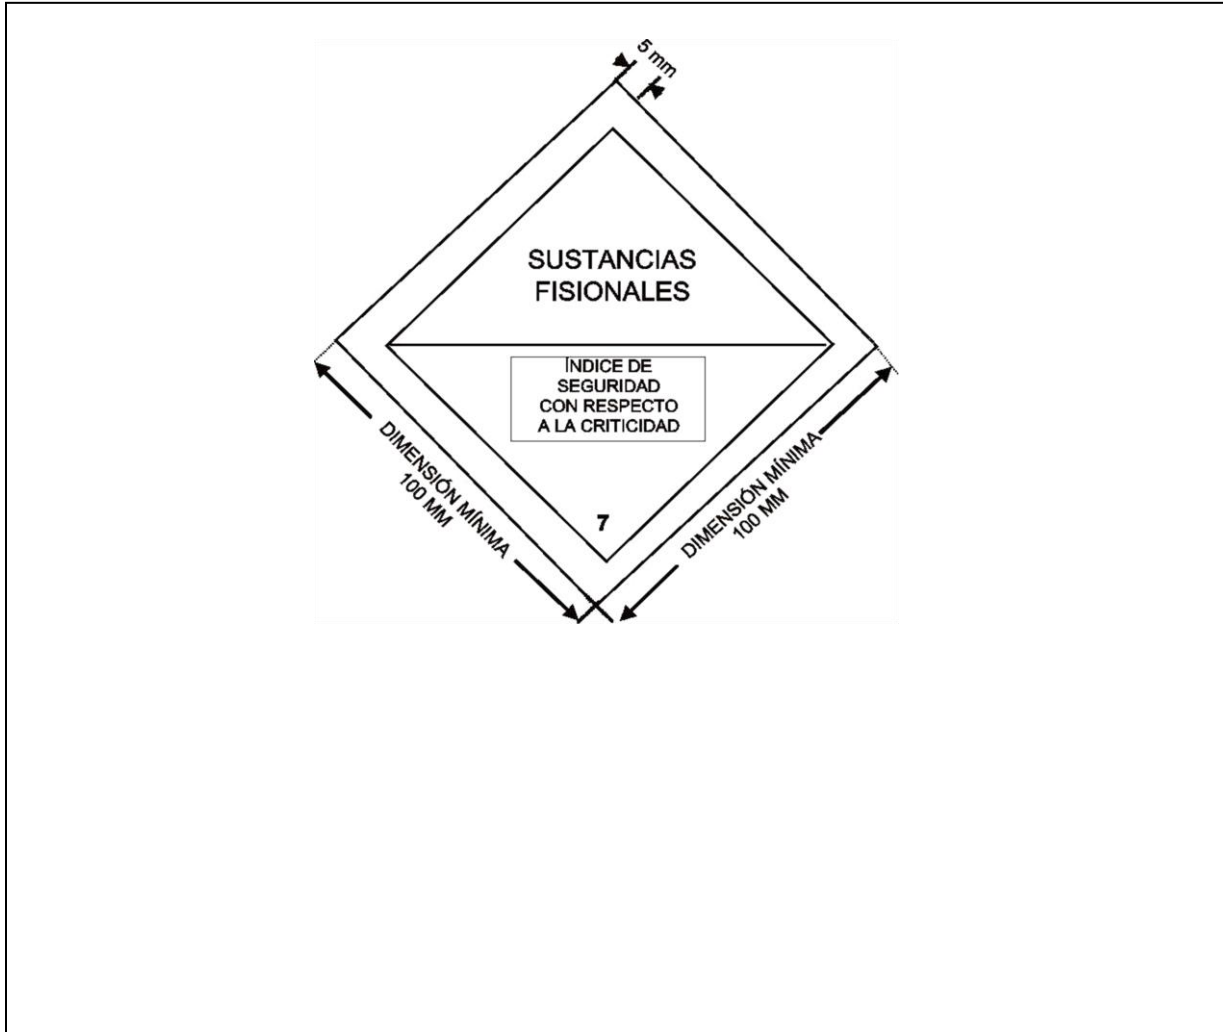 5 mm
SUSTANCIAS
FISIONALES
ÍNDICE DE
SEGURIDAD
CON RESPECTO
A LA CRITICIDAD
7
DIMENSIÓN MÍNIMA
100 MM
DIMENSIÓN MÍNIMA
100 MM